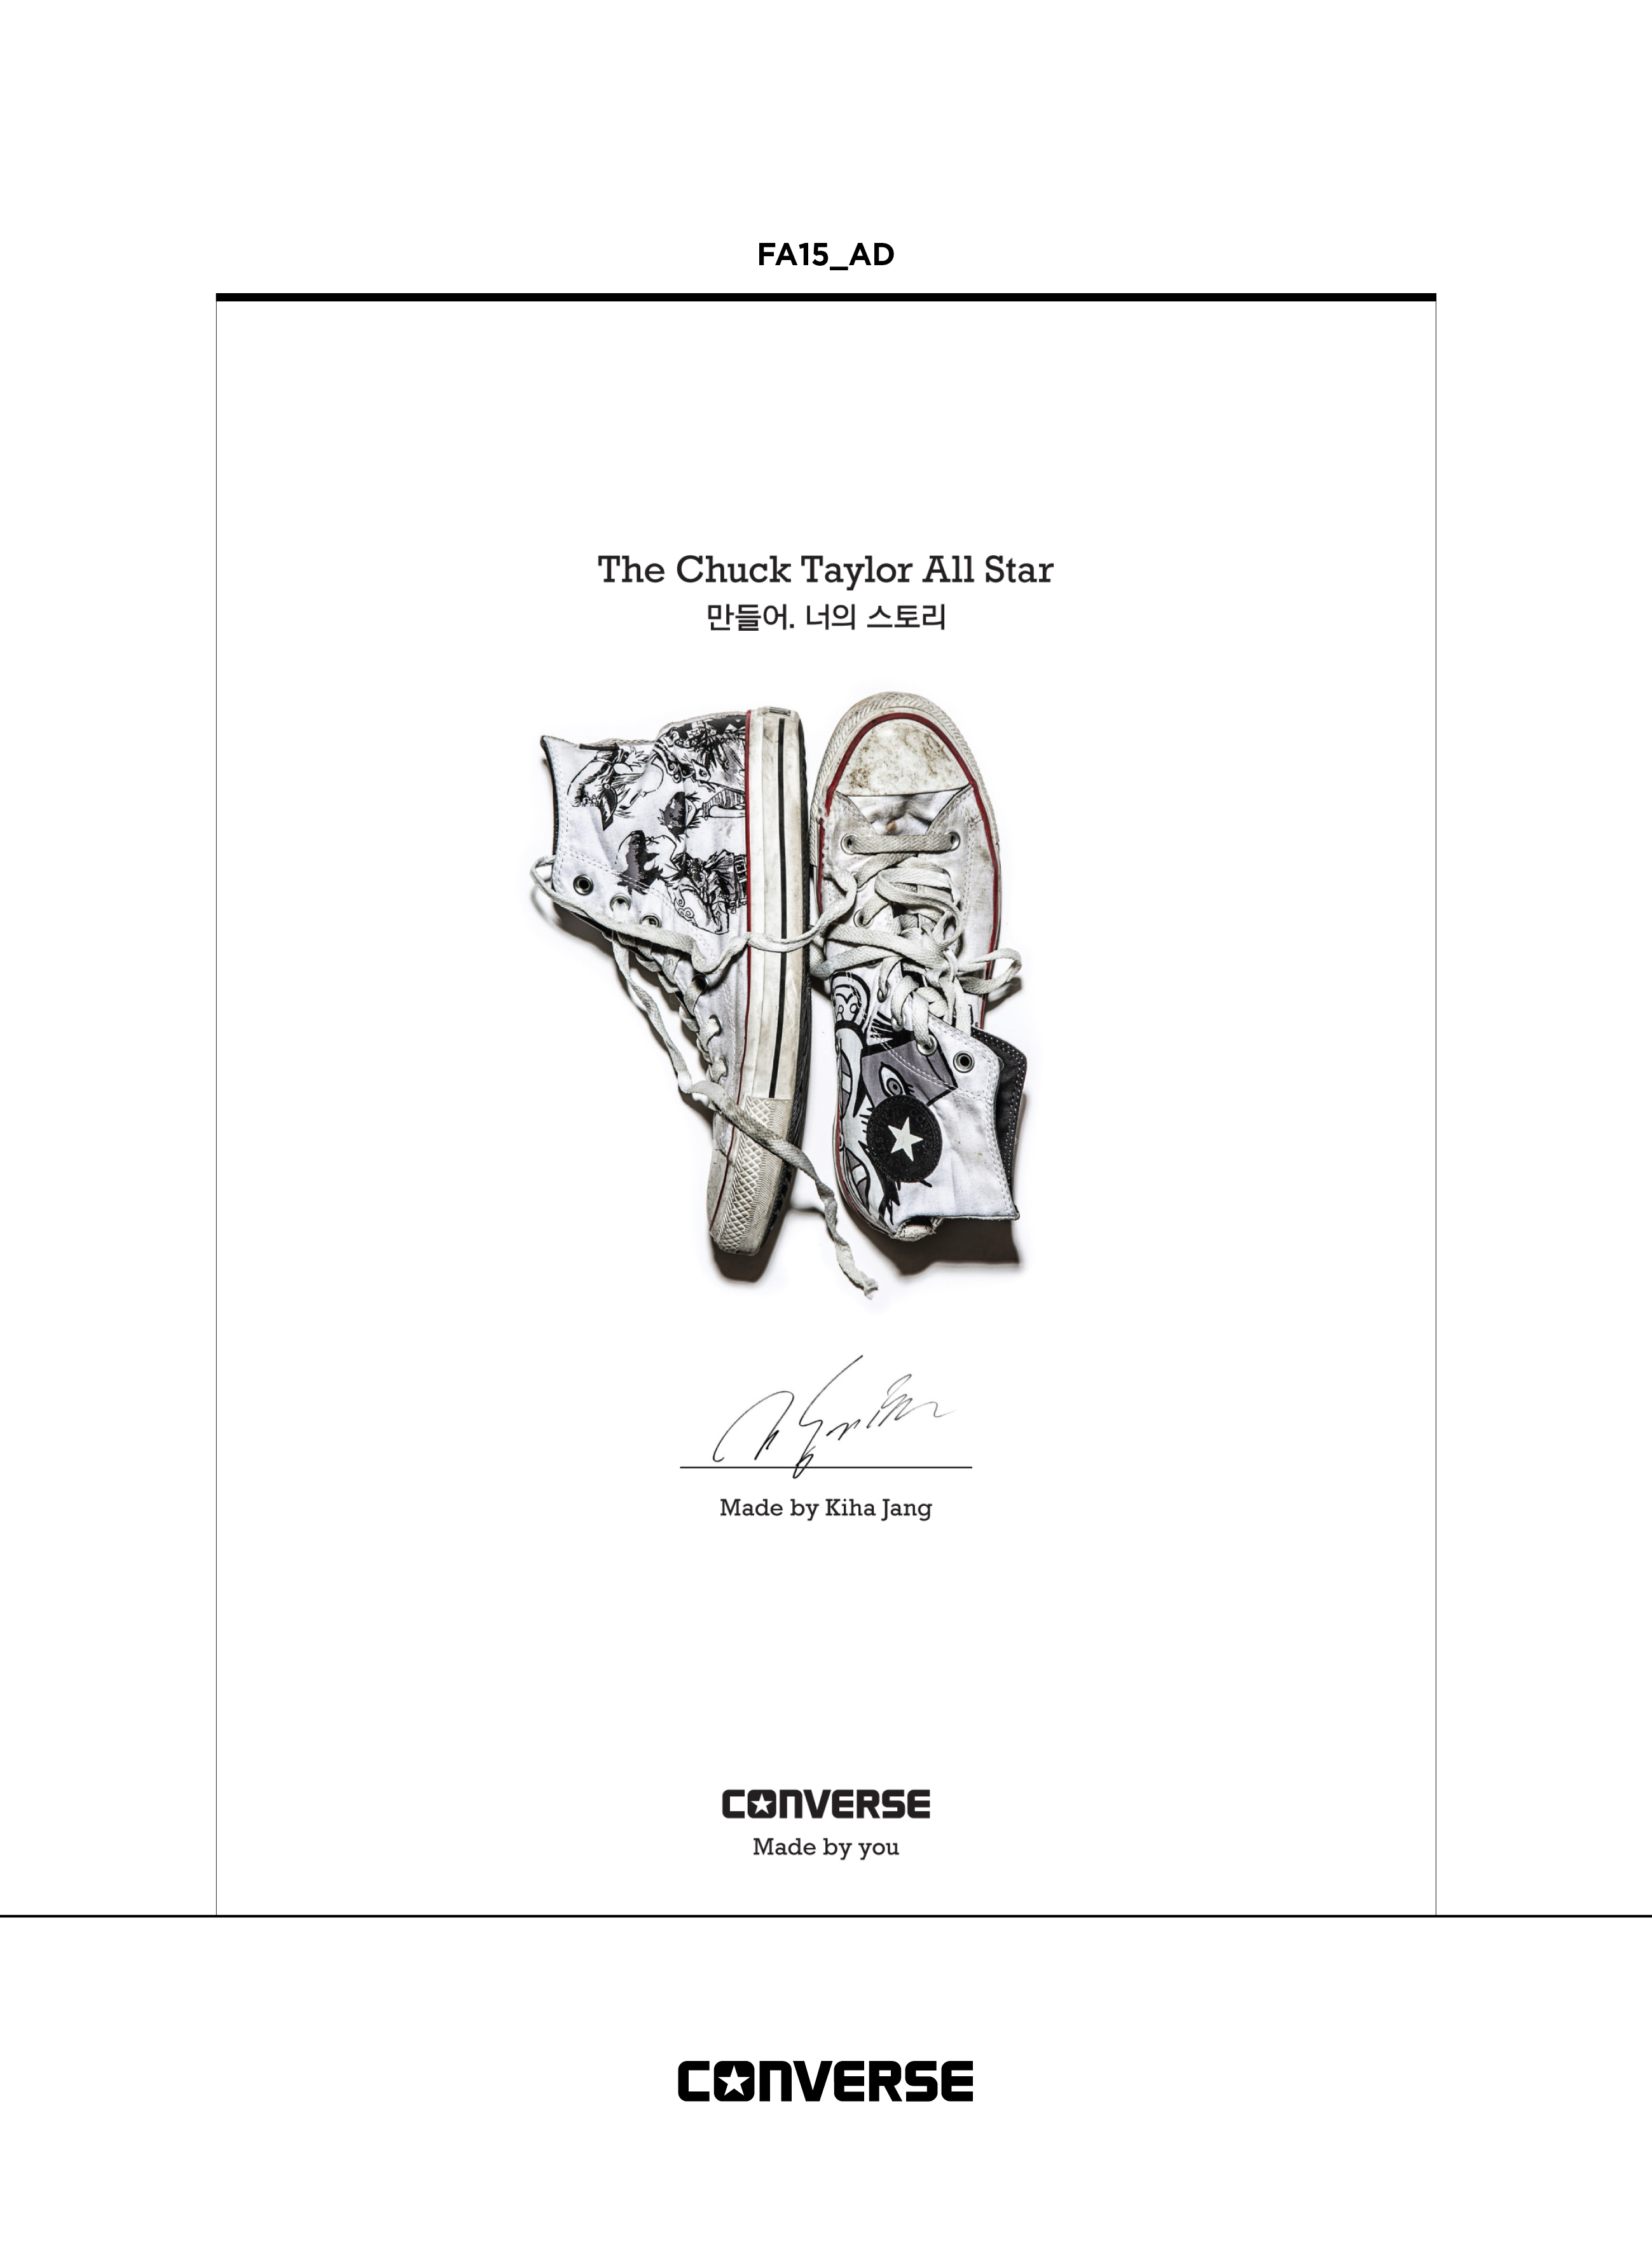 FA15_AD
The Chuck Taylor All Star
만들어. 너의 스토리
Made by Kiha Jang
CONVERSE
Made by you
CONVERSE